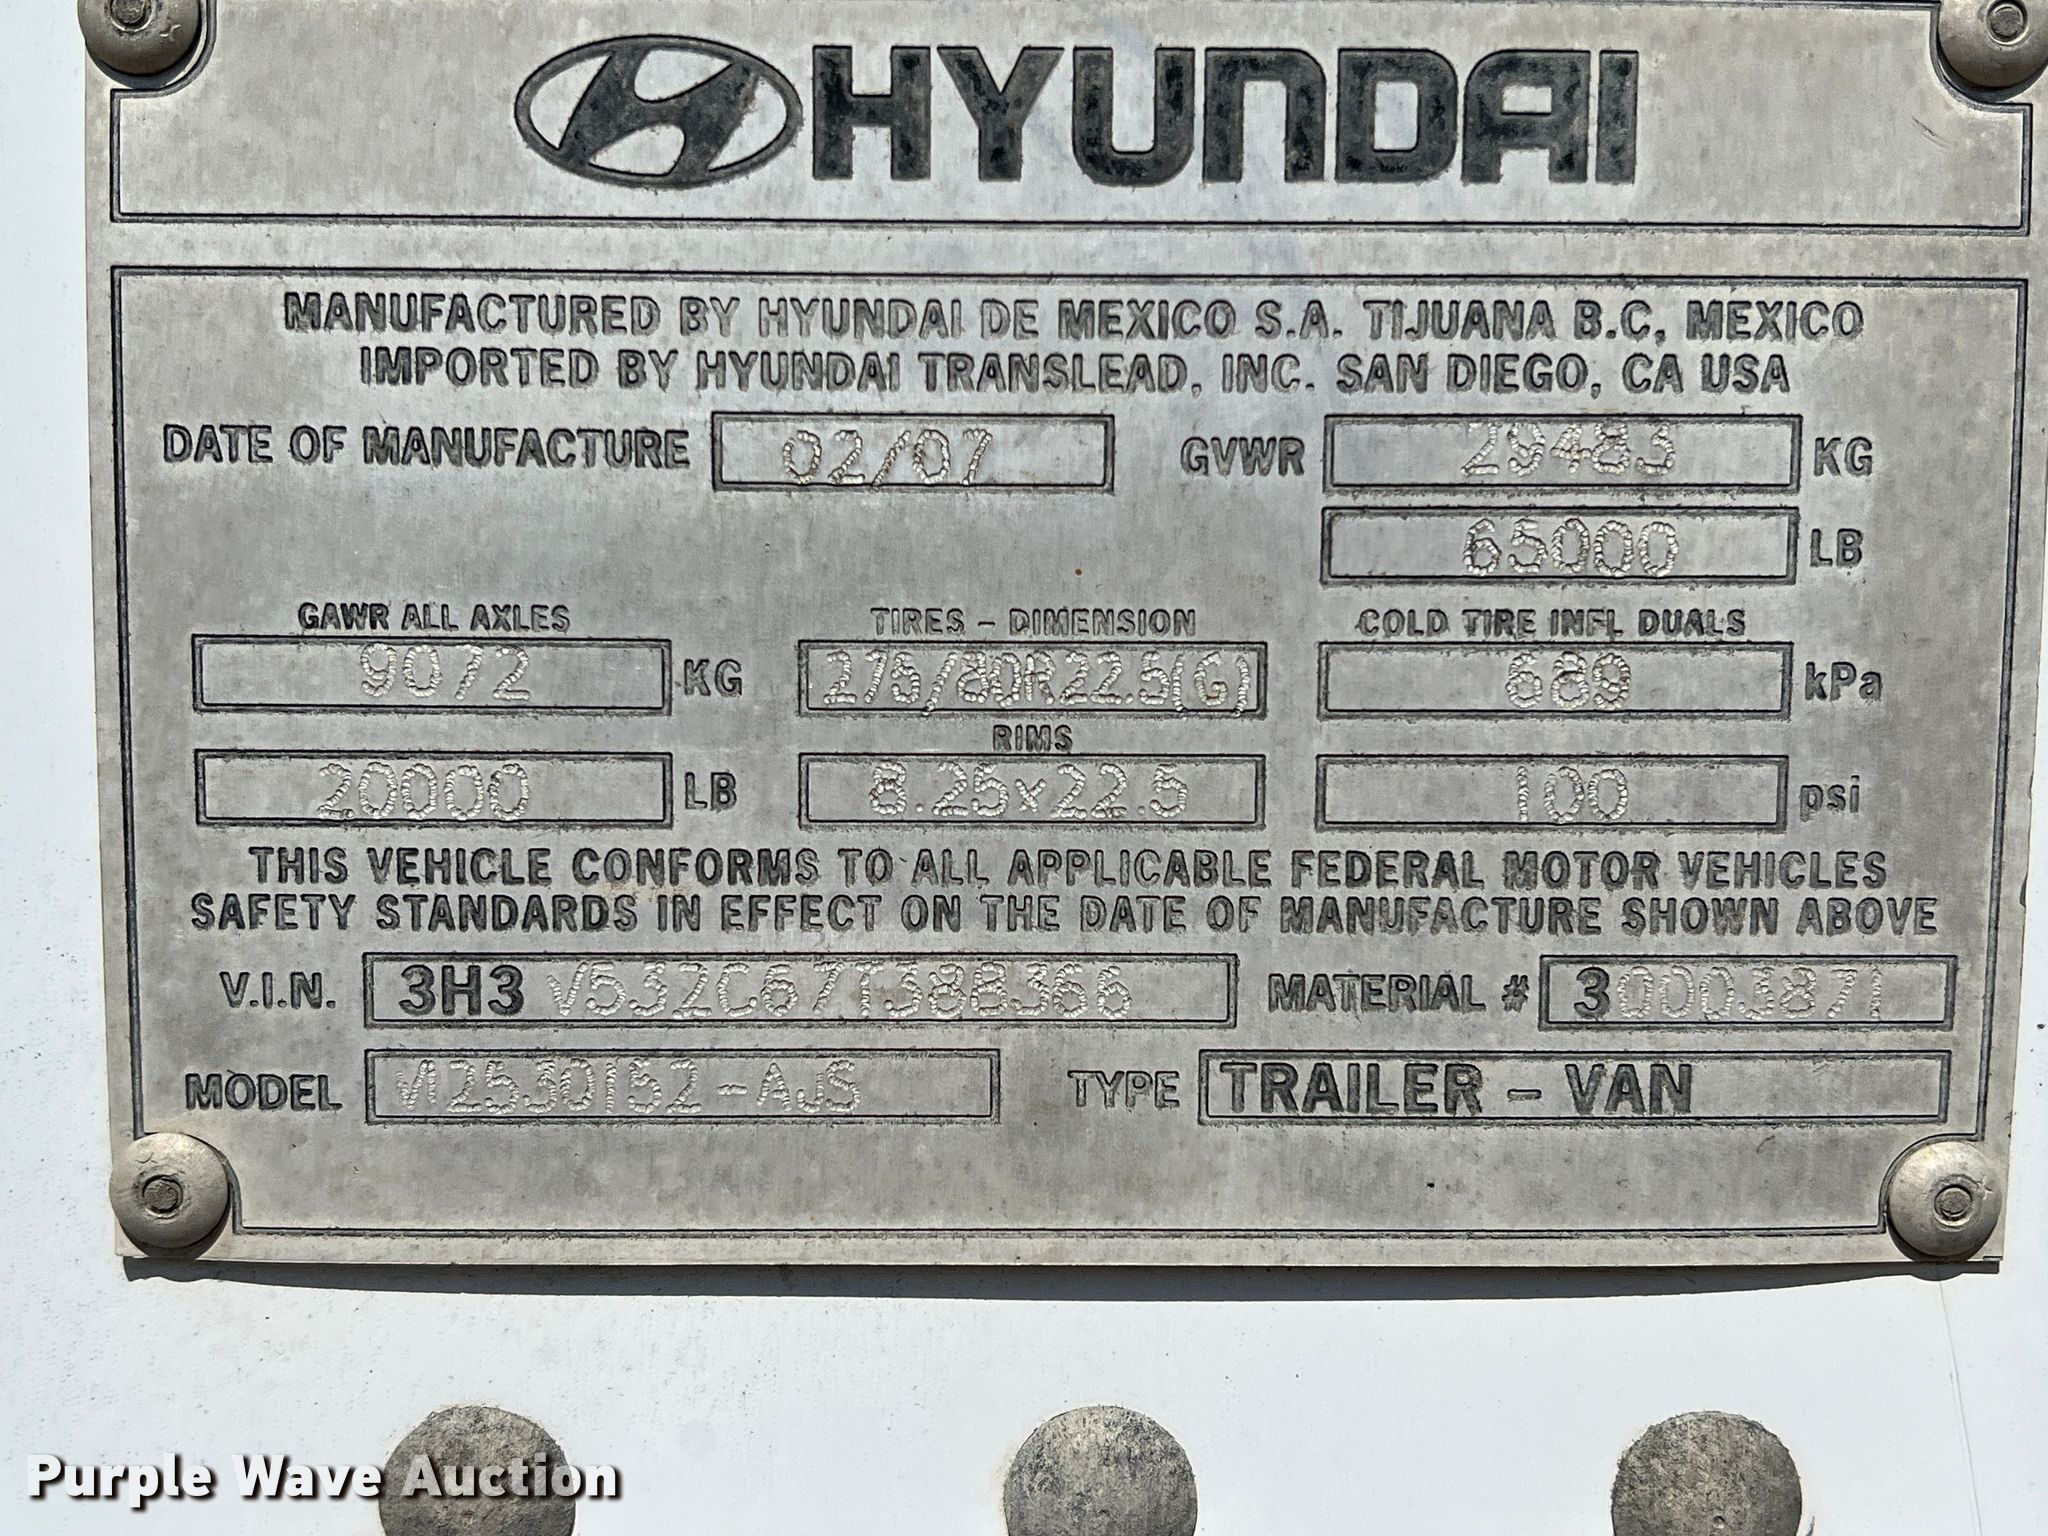 HYUNDAI
MANUFACTURED BY HYUNDAI DE MEXICO S.A. TIJUANA B.C, MEXICO
IMPORTED BY HYUNDAI TRANSLEAD, INC. SAN DIEGO, CA USA
DATE OF MANUFACTURE 02/07 GVWR 29483 KG
65000 LB
GAWR ALL AXLES TIRES - DIMENSION COLD TIRE INFL DUALS
9072 KG 275/80R22.5(G) 689 kPa
RIMS
20000 LB 8.25x22.5 100 psi
THIS VEHICLE CONFORMS TO ALL APPLICABLE FEDERAL MOTOR VEHICLES
SAFETY STANDARDS IN EFFECT ON THE DATE OF MANUFACTURE SHOWN ABOVE
V.I.N. 3H3 V532C67T388366 MATERIAL # 30003871
MODEL VI2530152-AJS TYPE TRAILER - VAN
Purple Wave Auction